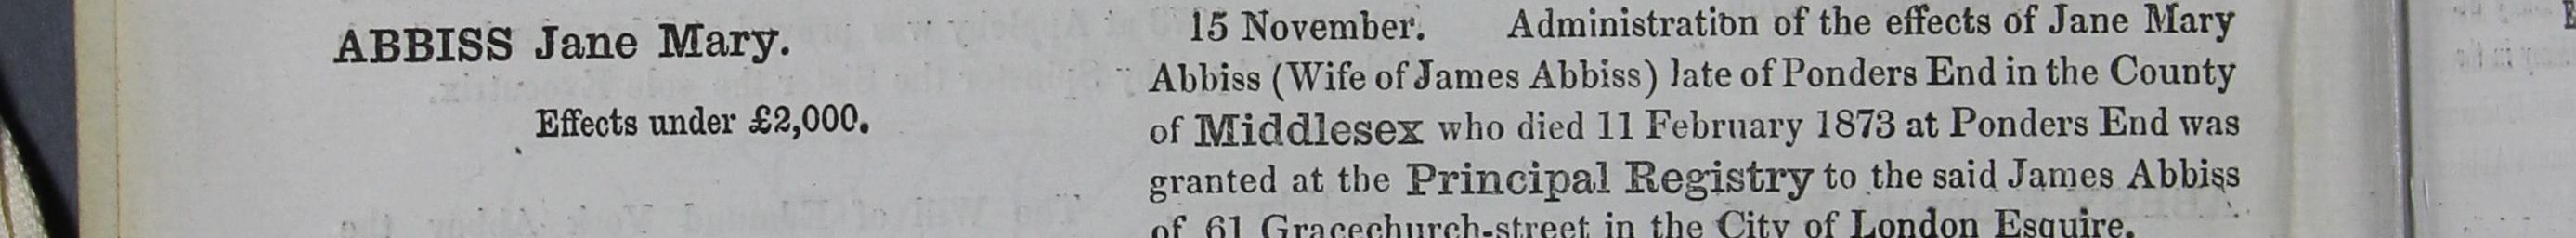 ABBISS Jane Mary.
Effects under £2,000.
15 November. Administration of the effects of Jane Mary
Abbiss (Wife of James Abbiss) late of Ponders End in the County
of Middlesex who died 11 February 1873 at Ponders End was
granted at the Principal Registry to the said James Abbiss
of 61 Gracechurch-street in the City of London Esquire.